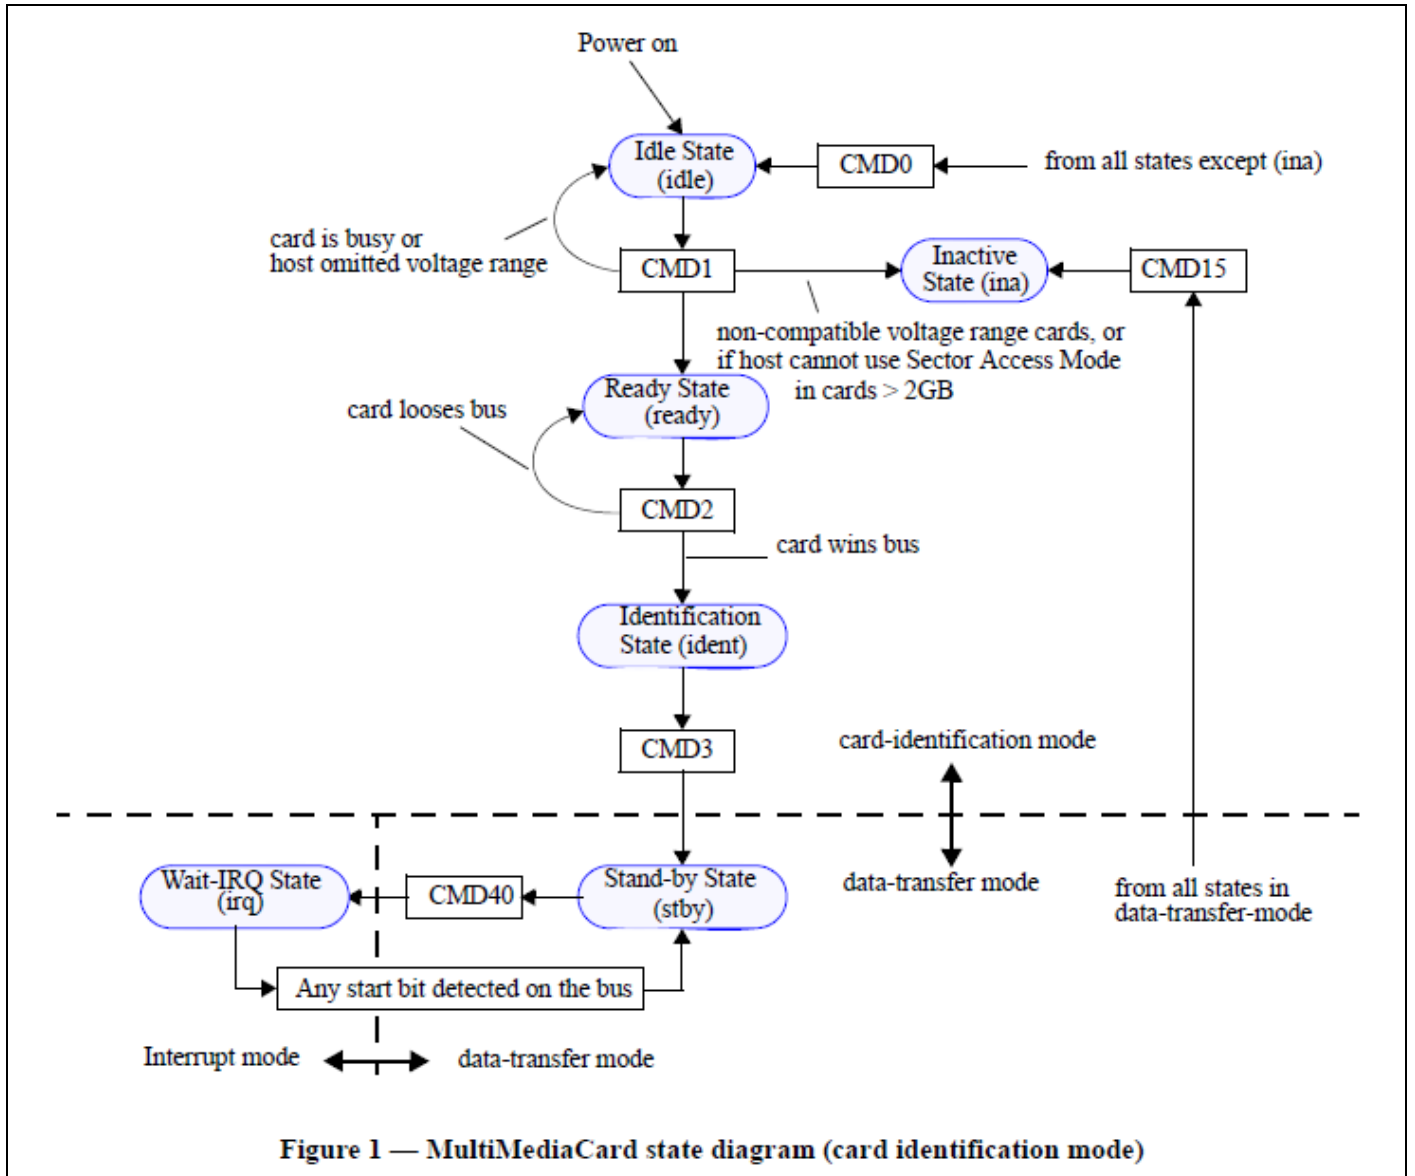 Power on
Idle State
(idle)
CMD0
from all states except (ina)
card is busy or
host omitted voltage range
CMD1
Inactive
State (ina)
CMD15
non-compatible voltage range cards, or
if host cannot use Sector Access Mode
in cards > 2GB
Ready State
(ready)
card looses bus
CMD2
card wins bus
Identification
State (ident)
CMD3
card-identification mode
data-transfer mode
from all states in
data-transfer-mode
Wait-IRQ State
(irq)
CMD40
Stand-by State
(stby)
Any start bit detected on the bus
Interrupt mode
data-transfer mode
Figure 1 — MultiMediaCard state diagram (card identification mode)